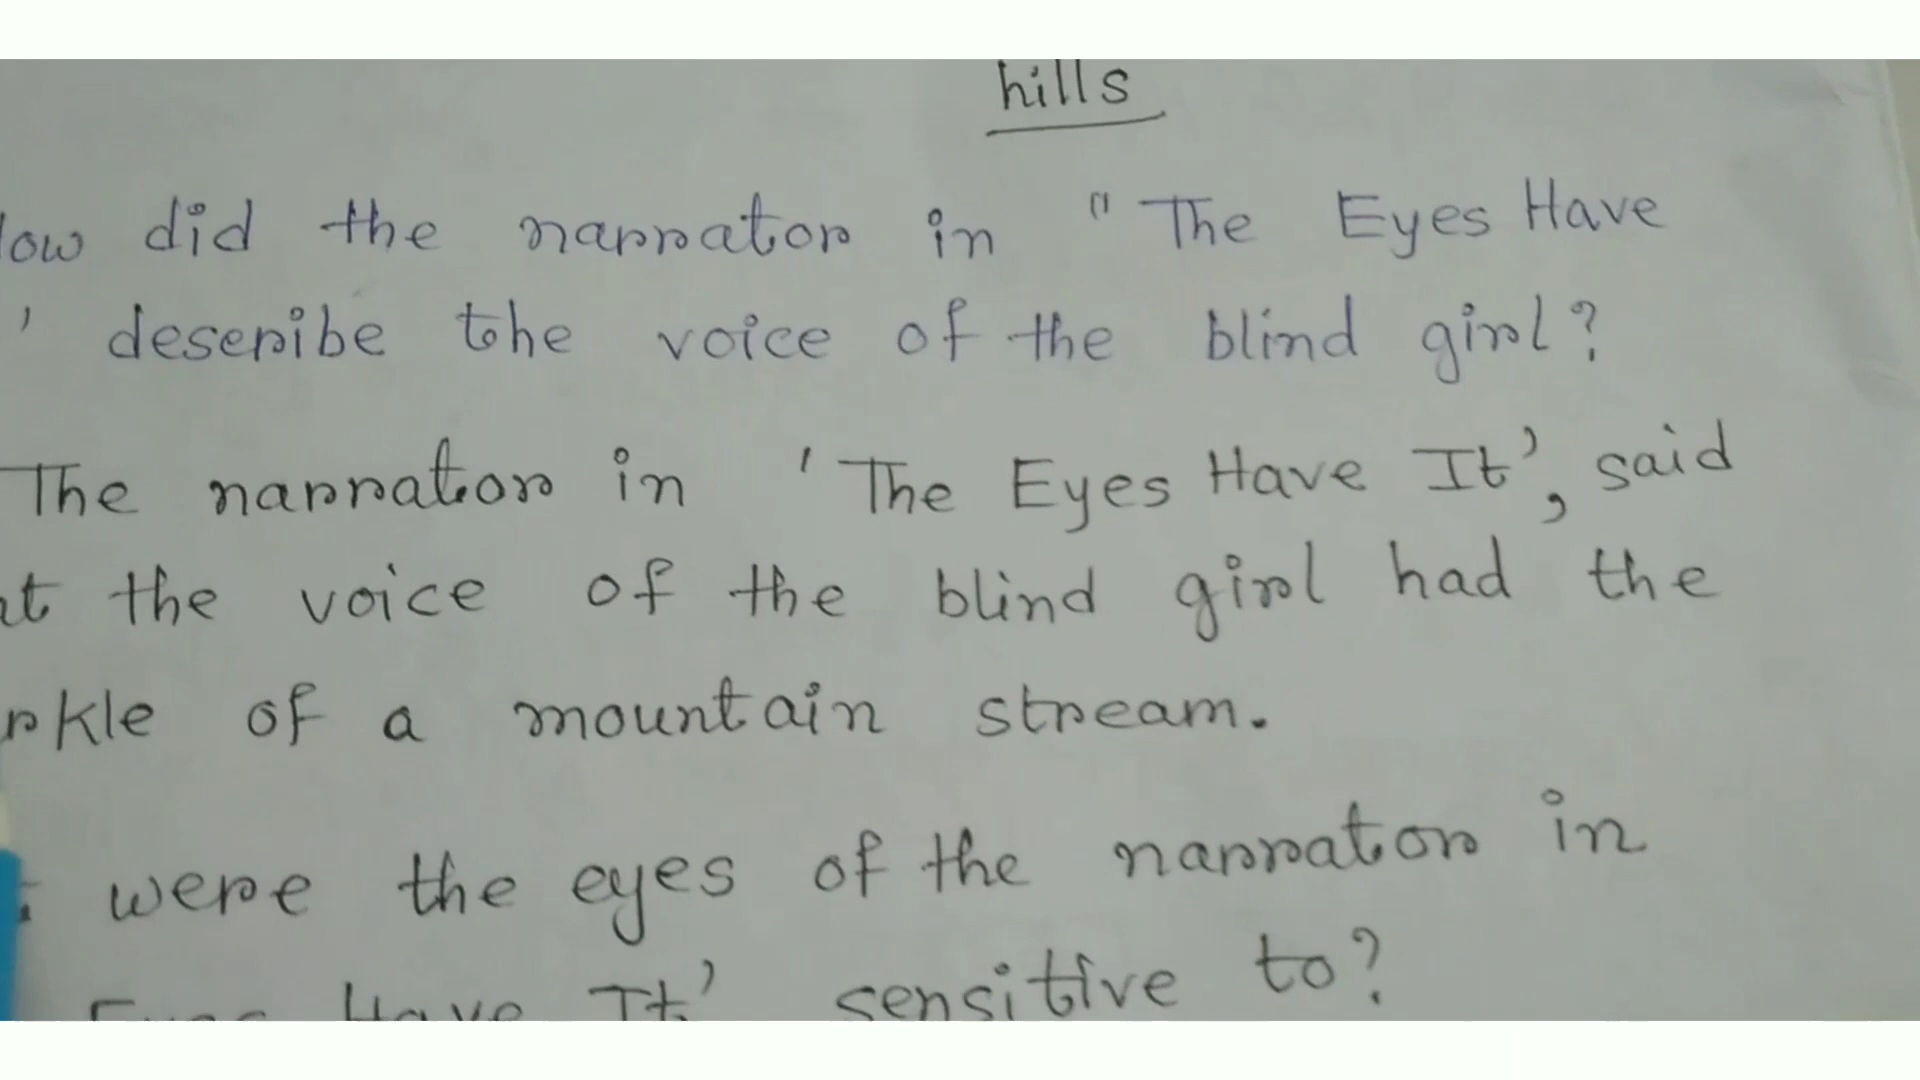 hills
ow did the narrator in "The Eyes Have
' describe tohe voice of the blind girl?
The narrator in 'The Eyes Have It', said
the voice of the blind girl had the
rkle of a mountain stream.
were the eyes of the narrator in
Eyes Have It' sensitive to?